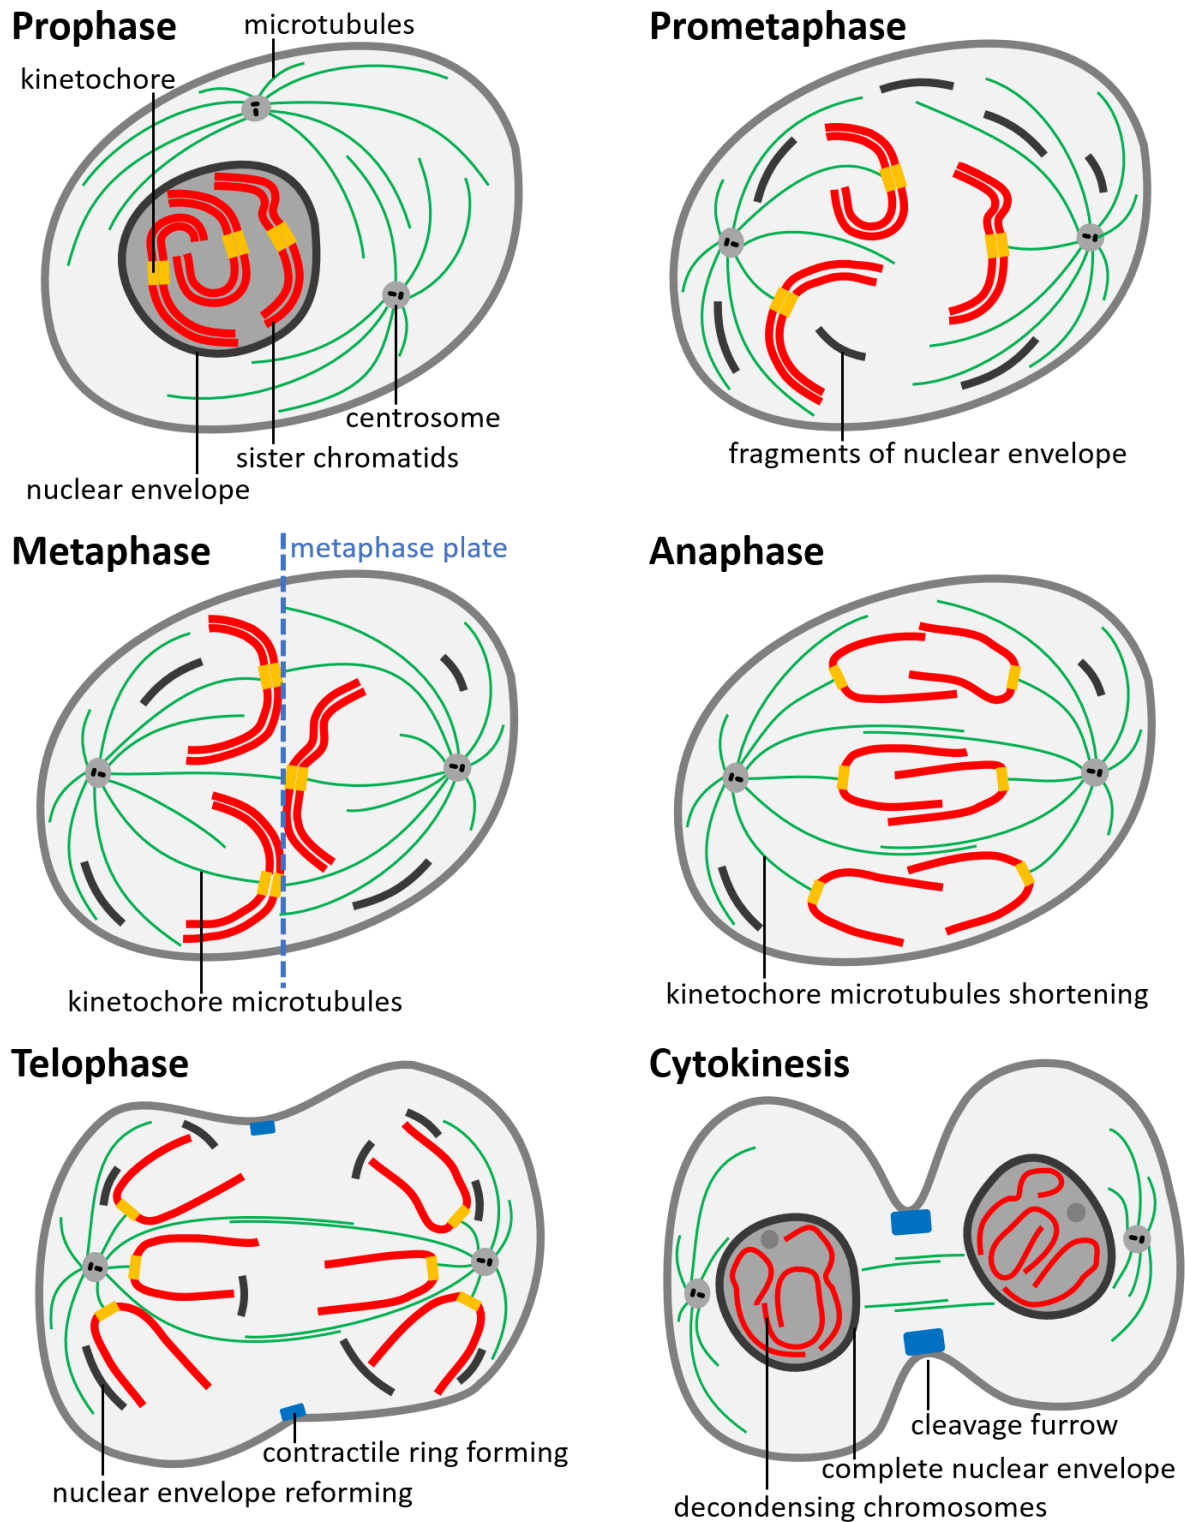 Prophase
microtubules
kinetochore
centrosome
sister chromatids
nuclear envelope
Prometaphase
fragments of nuclear envelope
Metaphase
metaphase plate
kinetochore microtubules
Anaphase
kinetochore microtubules shortening
Telophase
contractile ring forming
nuclear envelope reforming
Cytokinesis
cleavage furrow
complete nuclear envelope
decondensing chromosomes